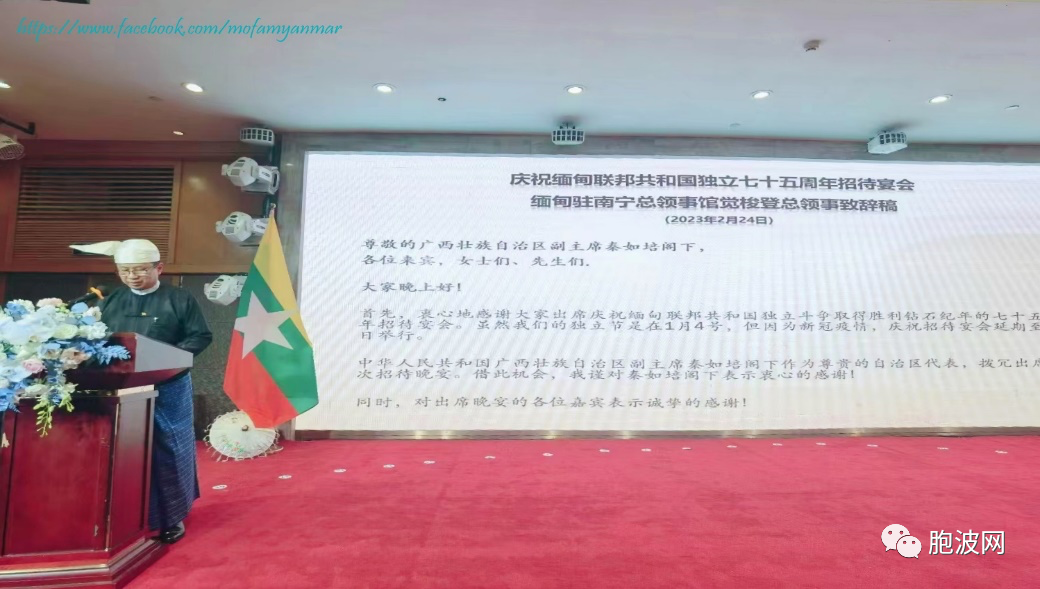 https://www.facebook.com/mofamyanmar
庆祝缅甸联邦共和国独立七十五周年招待宴会
缅甸驻南宁总领事馆觉梭登总领事致辞稿
(2023年2月24日)
尊敬的广西壮族自治区副主席秦如培阁下，
各位来宾，女士们、先生们.
大家晚上好!
首先，衷心地感谢大家出席庆祝缅甸联邦共和国独立斗争取得胜利钻石纪年的七十五
年招待宴会。虽然我们的独立节是在1月4号，但因为新冠疫情，庆祝招待宴会延期至
日举行。
中华人民共和国广西壮族自治区副主席秦如培阁下作为尊贵的自治区代表，拨冗出席
次招待晚宴。借此机会，我谨对秦如培阁下表示衷心的感谢!
同时，对出席晚宴的各位嘉宾表示诚挚的感谢!
胞波网